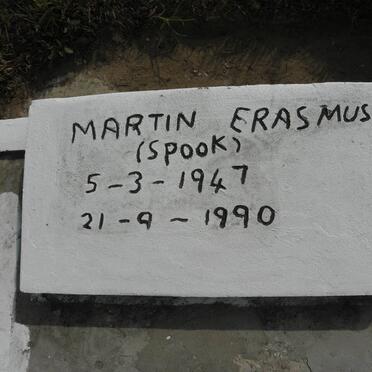 MARTIN ERASMUS
(SPOOK)
5-3-1947
21-9-1990